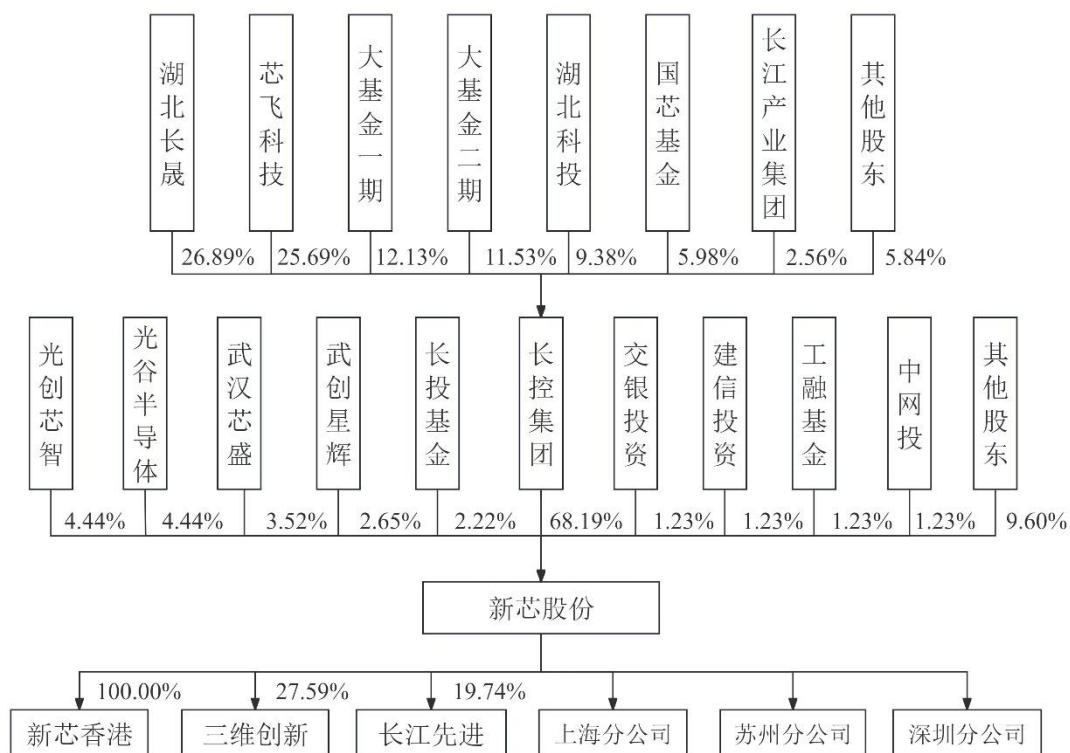 湖北长晟
芯飞科技
大基金一期
大基金二期
湖北科投
国芯基金
长江产业集团
其他股东
26.89%
25.69%
12.13%
11.53%
9.38%
5.98%
2.56%
5.84%
光创芯智
光谷半导体
武汉芯盛
武创星辉
长投基金
长控集团
交银投资
建信投资
工融基金
中网投
其他股东
4.44%
4.44%
3.52%
2.65%
2.22%
68.19%
1.23%
1.23%
1.23%
1.23%
9.60%
新芯股份
100.00%
27.59%
19.74%
新芯香港
三维创新
长江先进
上海分公司
苏州分公司
深圳分公司